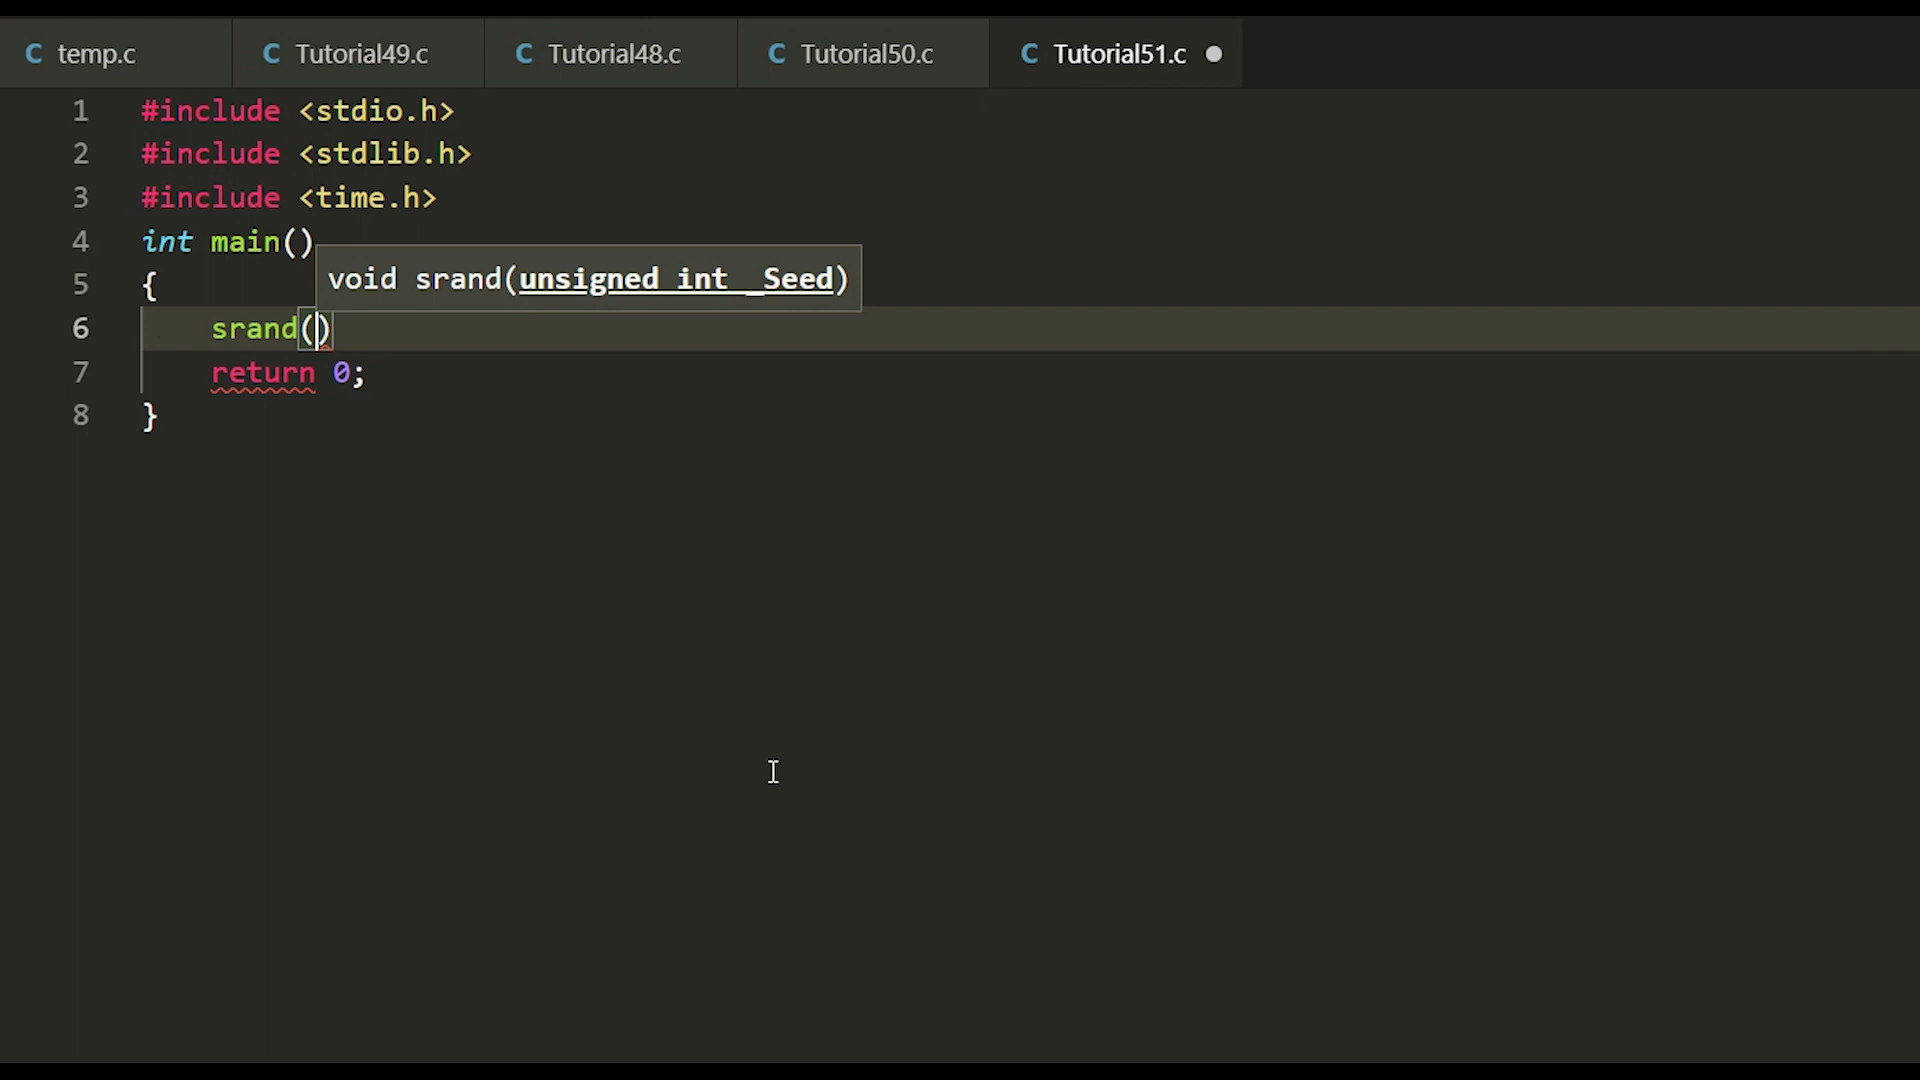 C temp.c C Tutorial49.c C Tutorial48.c C Tutorial50.c C Tutorial51.c
1 #include <stdio.h>
2 #include <stdlib.h>
3 #include <time.h>
4 int main()
void srand(unsigned int _Seed)
5 {
6 srand()
7 return 0;
8 }